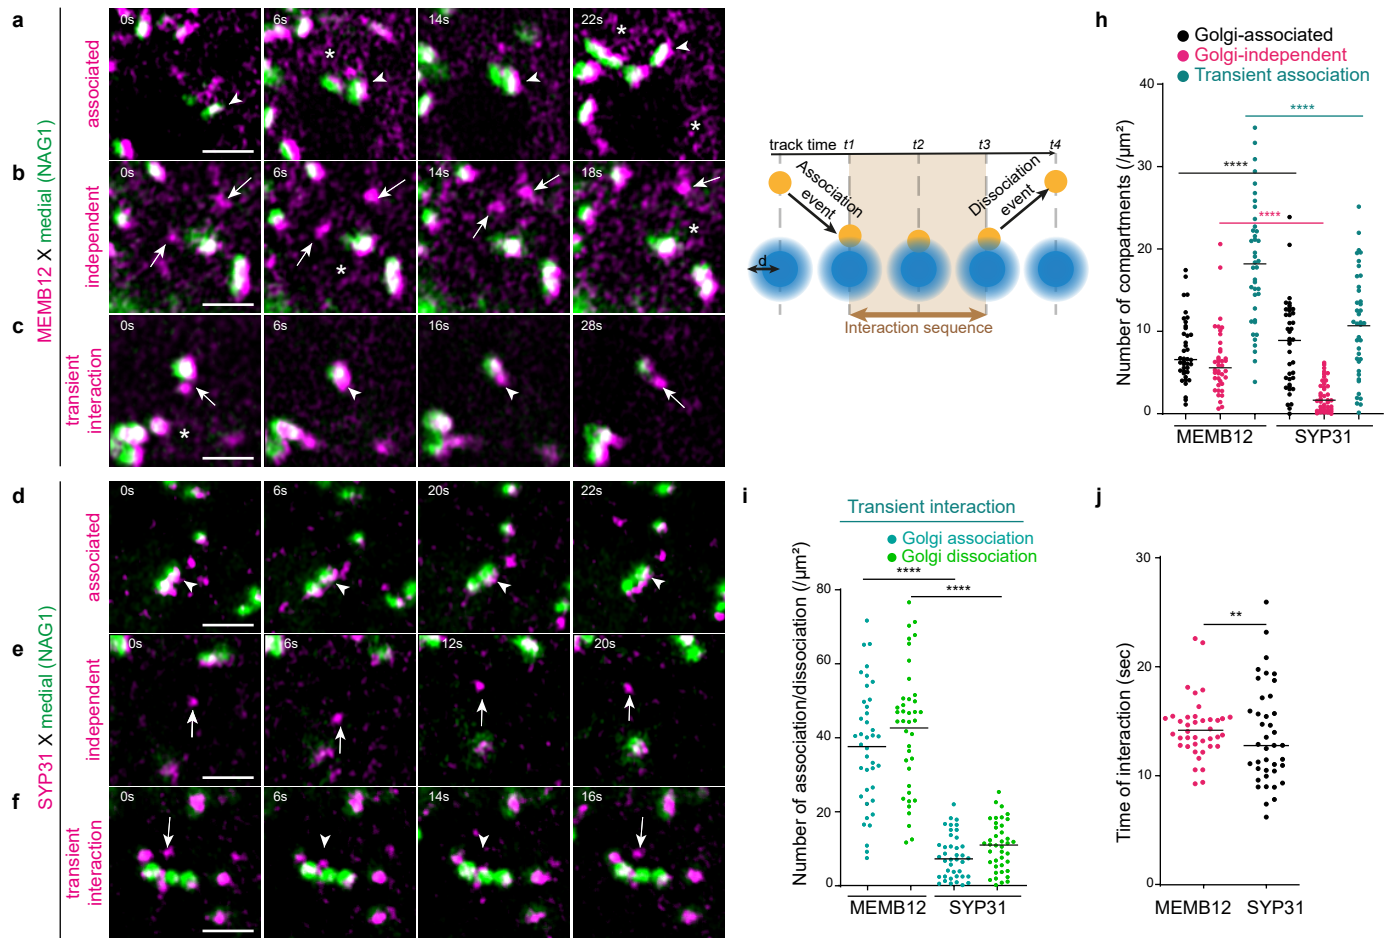 a
associated
0s
6s
14s
22s
*
*
*
MEMB12 X medial (NAG1)
b
independent
0s
6s
14s
18s
*
*
c
transient
interaction
0s
6s
16s
28s
*
track time
t1
t2
t3
t4
Association
event
Dissociation
event
d
Interaction sequence
h
Golgi-associated
Golgi-independent
Transient association
Number of compartments (/µm²)
40
30
20
10
0
****
****
****
MEMB12
SYP31
SYP31 X medial (NAG1)
d
associated
0s
6s
20s
22s
e
independent
0s
6s
12s
20s
f
transient
interaction
0s
6s
14s
16s
i
Transient interaction
Golgi association
Golgi dissociation
Number of association/dissociation (/µm²)
80
60
40
20
0
****
****
MEMB12
SYP31
j
Time of interaction (sec)
30
20
10
0
**
MEMB12
SYP31